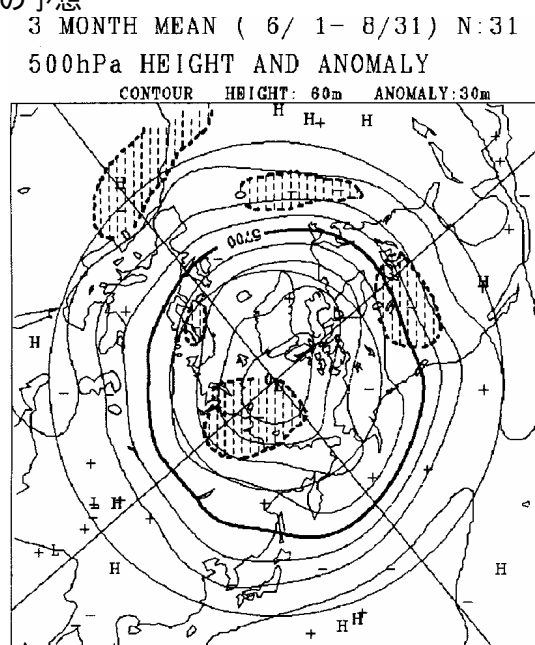 の予想
3 MONTH MEAN ( 6/ 1- 8/31) N:31
500hPa HEIGHT AND ANOMALY
CONTOUR HEIGHT: 60m ANOMALY:30m
H
H
H
H
5700
H
H
L
H
L
H
H
H
H